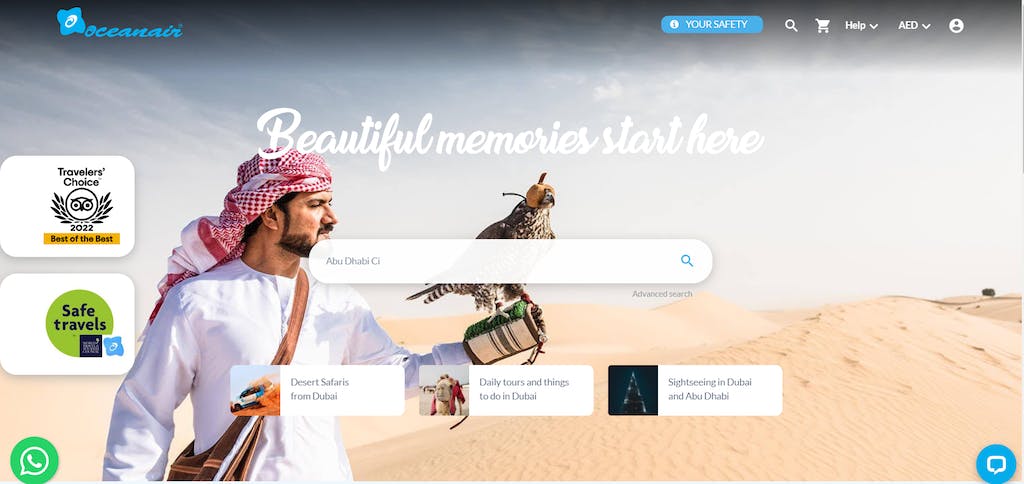 oceanair
YOUR SAFETY
Help
AED
Beautiful memories start here
Travelers'
Choice
2022
Best of the Best
Abu Dhabi Ci
Advanced search
Safe
travels
Desert Safaris
from Dubai
Daily tours and things
to do in Dubai
Sightseeing in Dubai
and Abu Dhabi